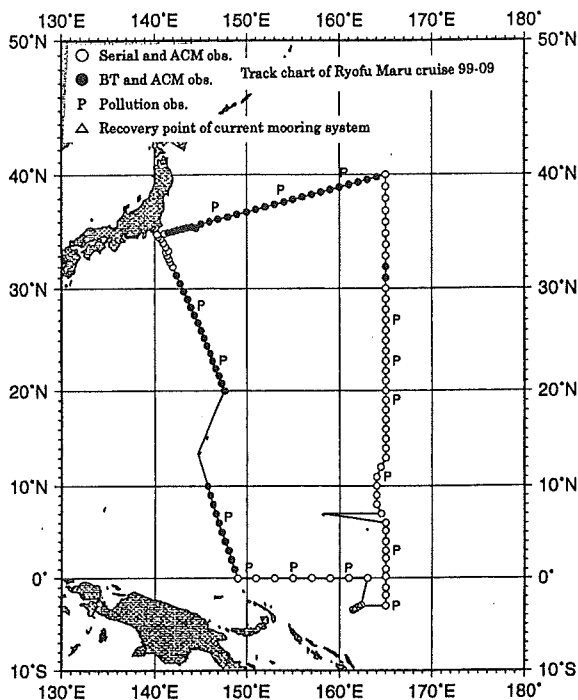 130°E 140°E 150°E 160°E 170°E 180°
50°N 50°N
Serial and ACM obs.
BT and ACM obs. Track chart of Ryofu Maru cruise 99-09
P Pollution obs.
Recovery point of current mooring system
P
40°N 40°N
P
P
30°N 30°N
P P
P P
20°N P 20°N
P
10°N 10°N
P
P
0° P P P 0°
P
10°S 10°S
130°E 140°E 150°E 160°E 170°E 180°